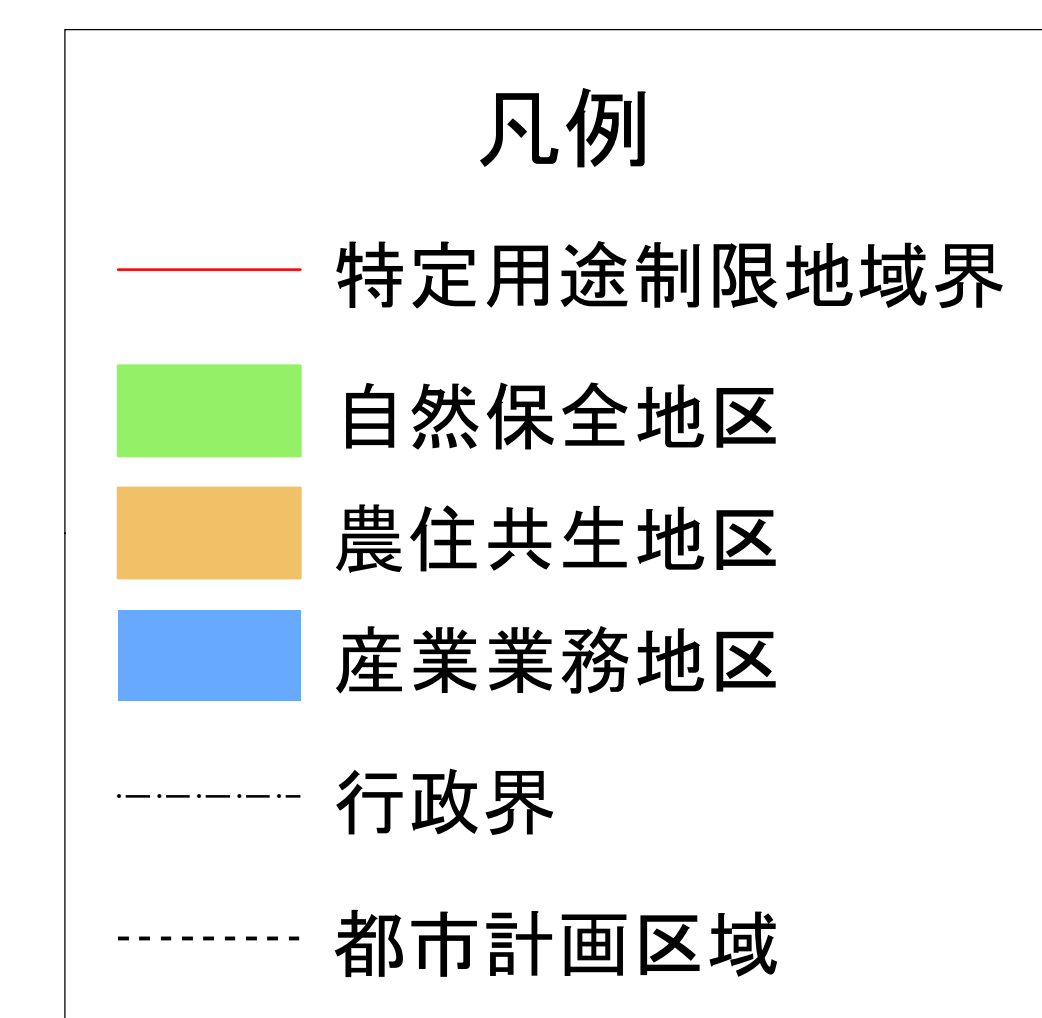 凡例
特定用途制限地域界
自然保全地区
農住共生地区
産業業務地区
行政界
都市計画区域